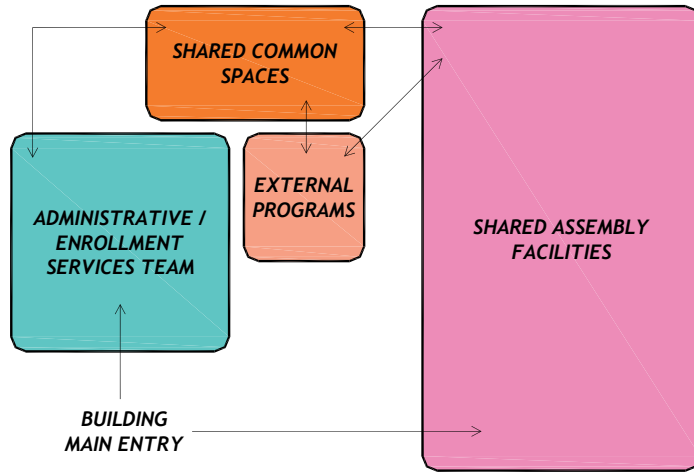 SHARED COMMON
SPACES
ADMINISTRATIVE /
ENROLLMENT
SERVICES TEAM
EXTERNAL
PROGRAMS
SHARED ASSEMBLY
FACILITIES
BUILDING
MAIN ENTRY